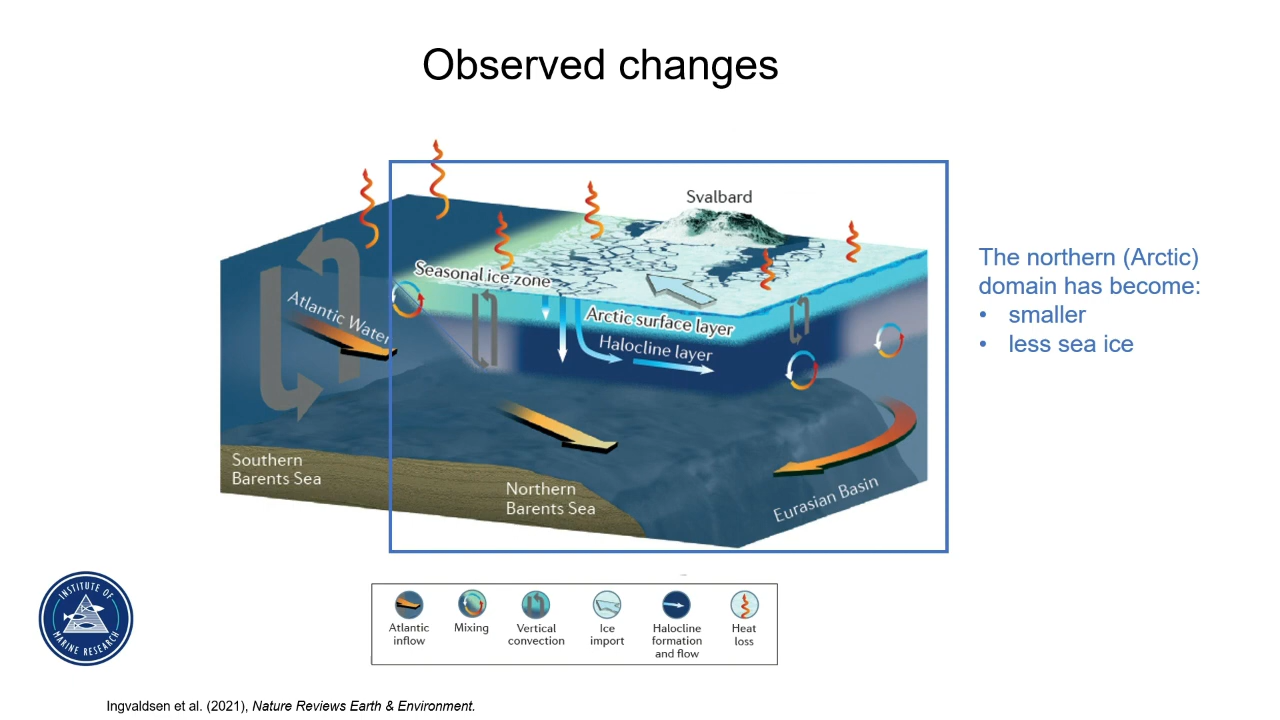 Observed changes
Svalbard
Seasonal ice zone
Atlantic Water
Arctic surface layer
Halocline layer
The northern (Arctic)
domain has become:
• smaller
• less sea ice
Southern
Barents Sea
Northern
Barents Sea
Eurasian Basin
INSTITUTE OF
MARINE RESEARCH
Atlantic
inflow
Mixing
Vertical
convection
Ice
import
Halocline
formation
and flow
Heat
loss
Ingvaldsen et al. (2021), Nature Reviews Earth & Environment.